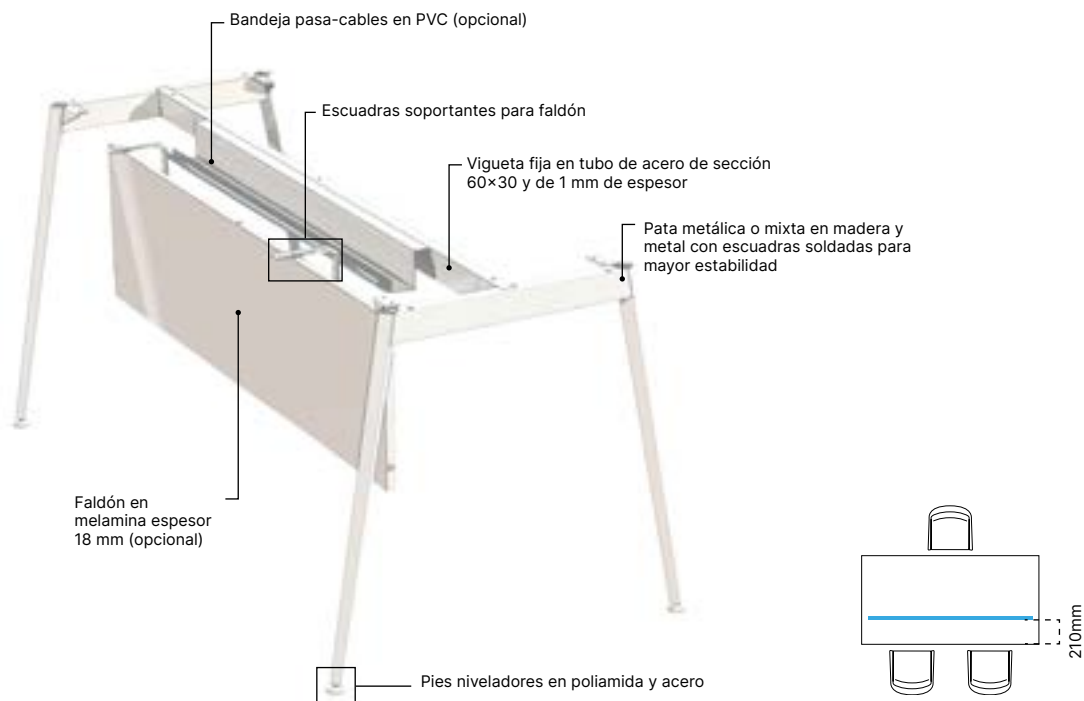 Bandeja pasa-cables en PVC (opcional)
Escuadras soportantes para faldón
Vigueta fija en tubo de acero de sección
60×30 y de 1 mm de espesor
Pata metálica o mixta en madera y
metal con escuadras soldadas para
mayor estabilidad
Faldón en
melamina espesor
18 mm (opcional)
210mm
Pies niveladores en poliamida y acero